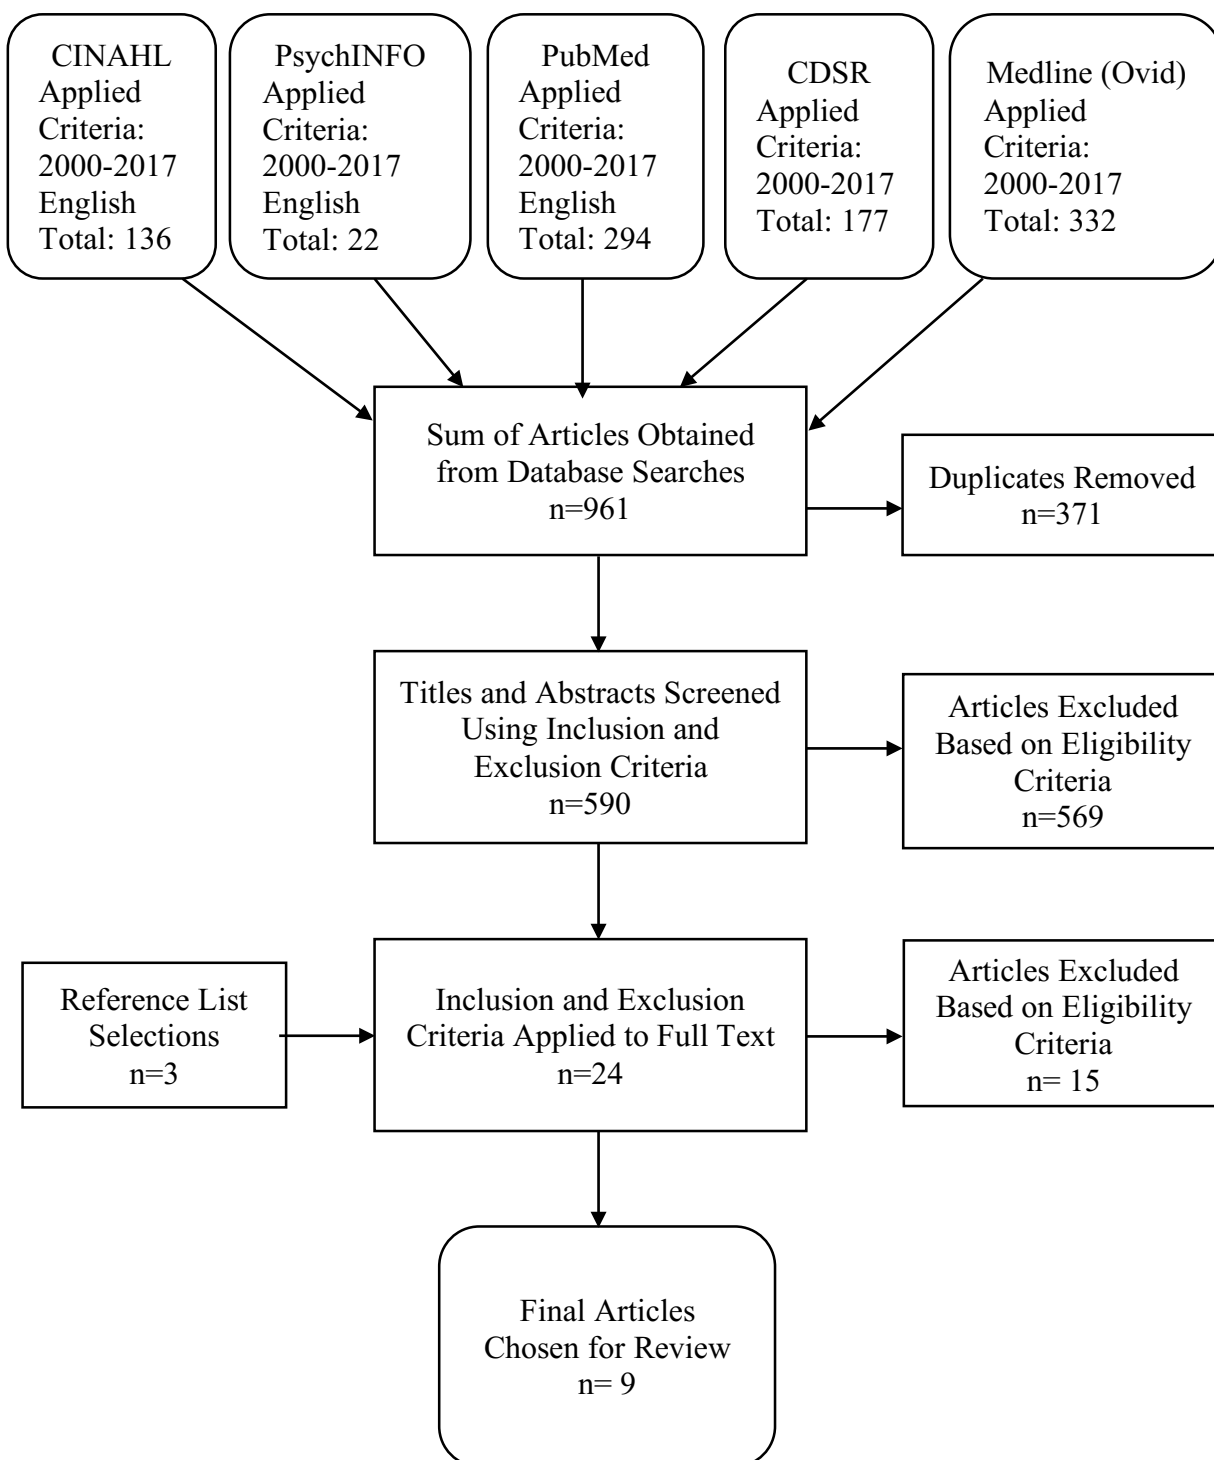 CINAHL
Applied
Criteria:
2000-2017
English
Total: 136
PsychINFO
Applied
Criteria:
2000-2017
English
Total: 22
PubMed
Applied
Criteria:
2000-2017
English
Total: 294
CDSR
Applied
Criteria:
2000-2017
Total: 177
Medline (Ovid)
Applied
Criteria:
2000-2017
Total: 332
Sum of Articles Obtained
from Database Searches
n=961
Duplicates Removed
n=371
Titles and Abstracts Screened
Using Inclusion and
Exclusion Criteria
n=590
Articles Excluded
Based on Eligibility
Criteria
n=569
Reference List
Selections
n=3
Inclusion and Exclusion
Criteria Applied to Full Text
n=24
Articles Excluded
Based on Eligibility
Criteria
n= 15
Final Articles
Chosen for Review
n= 9